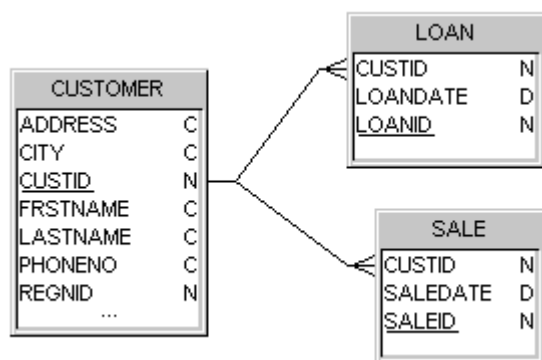 CUSTOMER
ADDRESS C
CITY C
CUSTID N
FRSTNAME C
LASTNAME C
PHONENO C
REGNID N
...
LOAN
CUSTID N
LOANDATE D
LOANID N
SALE
CUSTID N
SALEDATE D
SALEID N